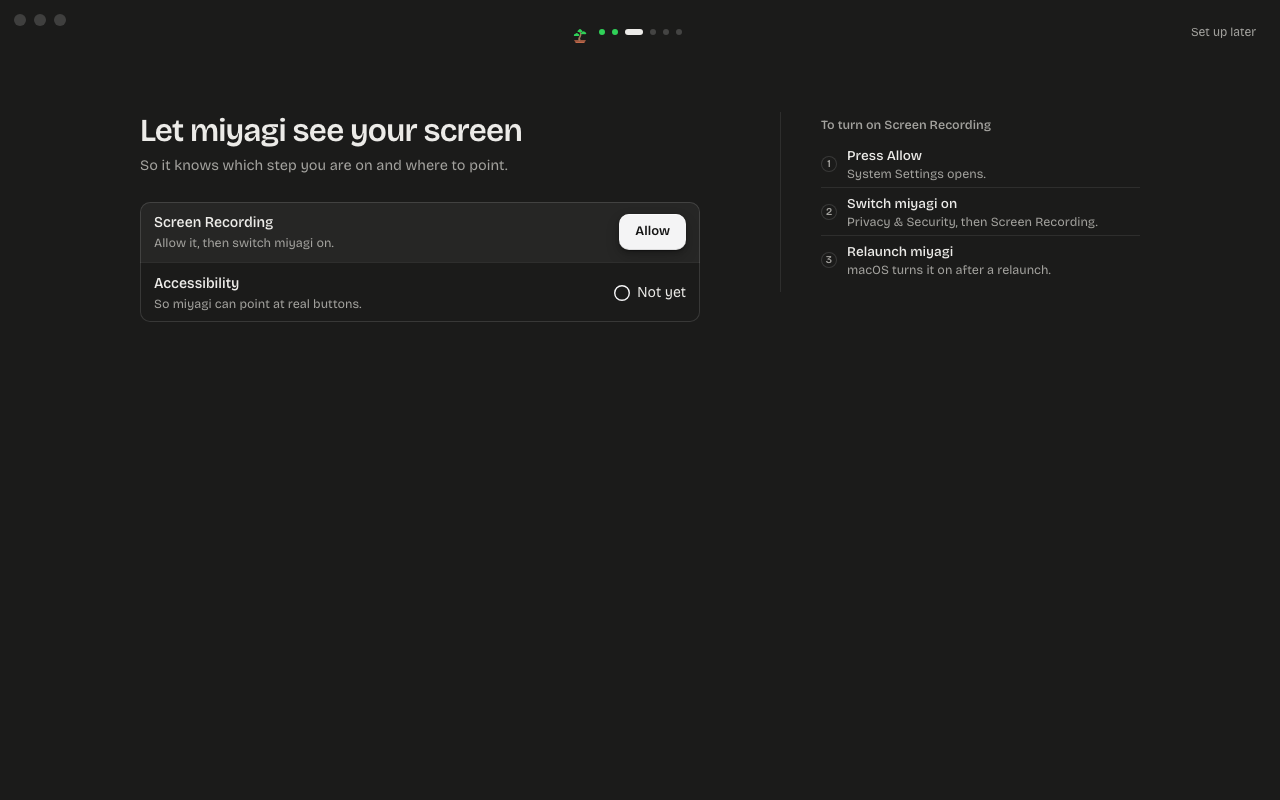 Set up later
Let miyagi see your screen
So it knows which step you are on and where to point.
Screen Recording
Allow it, then switch miyagi on.
Allow
Accessibility
So miyagi can point at real buttons.
Not yet
To turn on Screen Recording
1
Press Allow
System Settings opens.
2
Switch miyagi on
Privacy & Security, then Screen Recording.
3
Relaunch miyagi
macOS turns it on after a relaunch.